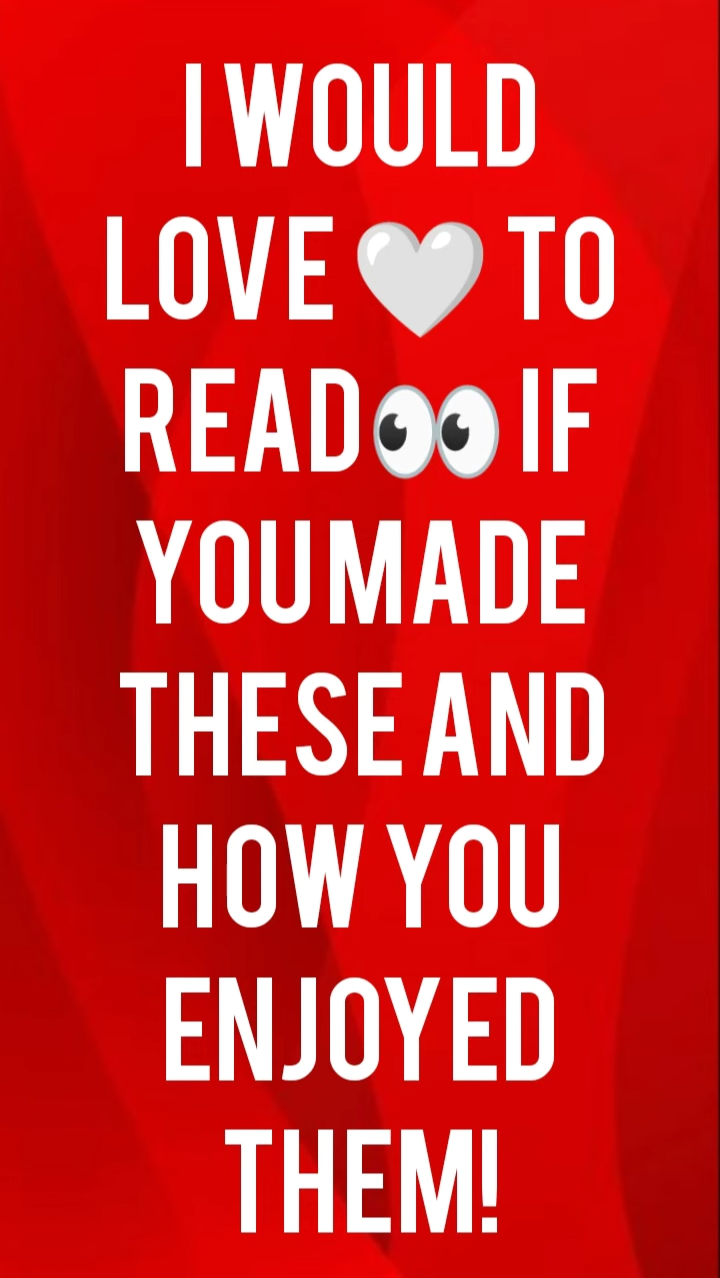 I WOULD
LOVE 🤍 TO
READ👀 IF
YOU MADE
THESE AND
HOW YOU
ENJOYED
THEM!